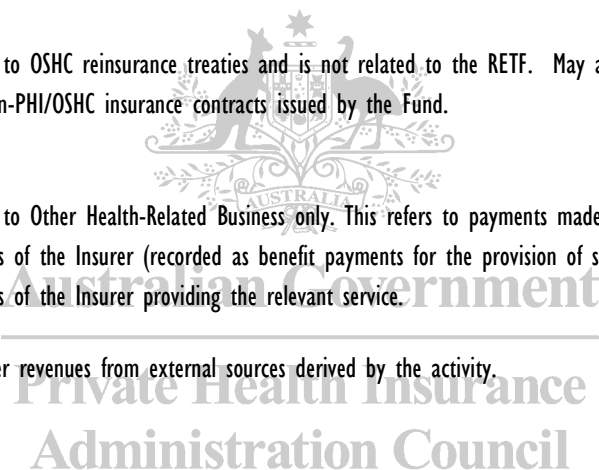 to OSHC reinsurance treaties and is not related to the RETF. May a
n-PHI/OSHC insurance contracts issued by the Fund.
AUSTRALIA
to Other Health-Related Business only. This refers to payments made
s of the Insurer (recorded as benefit payments for the provision of s
Australian Government
s of the Insurer providing the relevant service.
er revenues from external sources derived by the activity.
Private Health Insurance
Administration Council